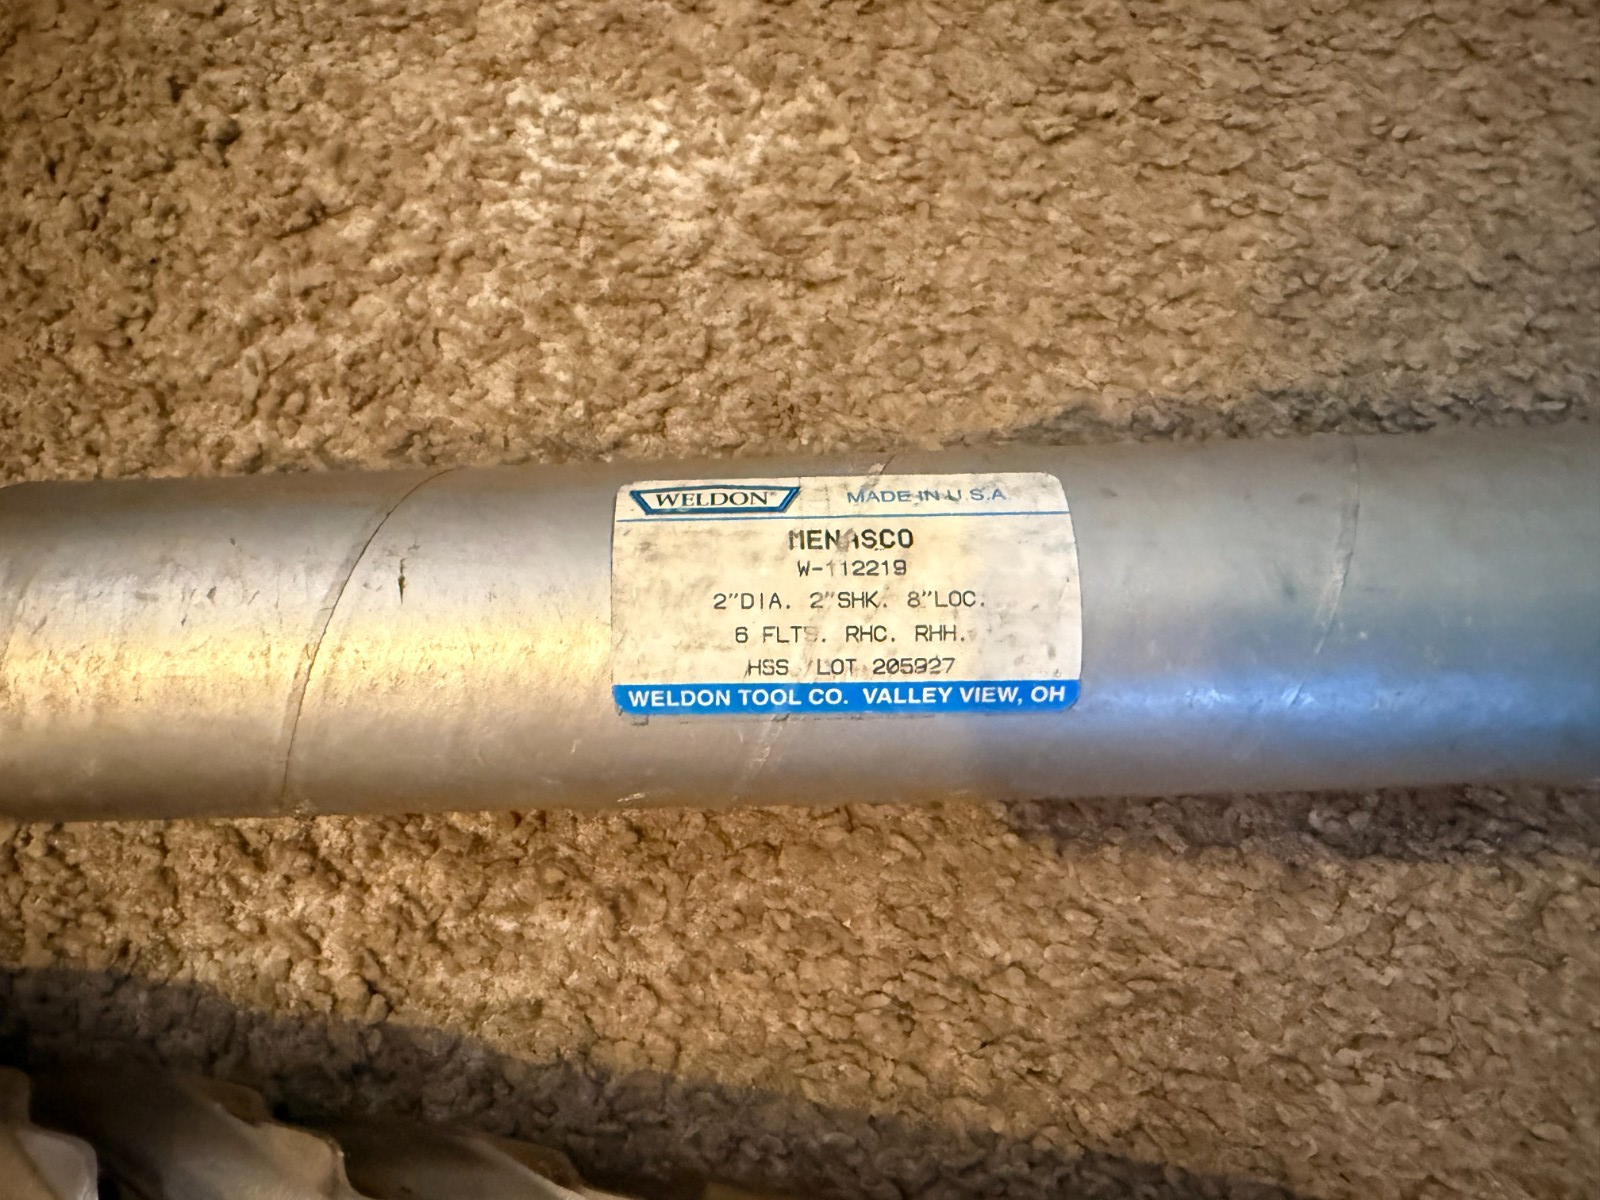 WELDON® MADE IN U.S.A
MENASCO
W-112219
2"DIA. 2"SHK. 8"LOC.
6 FLTS. RHC. RHH.
HSS LOT 205927
WELDON TOOL CO. VALLEY VIEW, OH